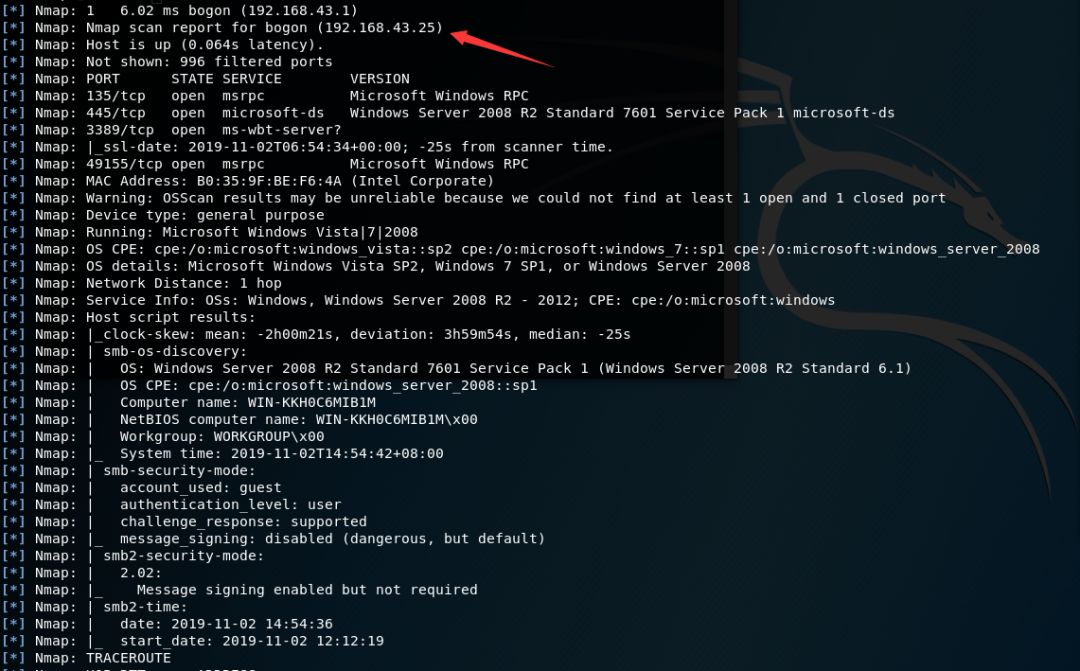 [*] Nmap: 1   6.02 ms bogon (192.168.43.1)
[*] Nmap: Nmap scan report for bogon (192.168.43.25)
[*] Nmap: Host is up (0.064s latency).
[*] Nmap: Not shown: 996 filtered ports
[*] Nmap: PORT      STATE SERVICE        VERSION
[*] Nmap: 135/tcp   open  msrpc          Microsoft Windows RPC
[*] Nmap: 445/tcp   open  microsoft-ds   Windows Server 2008 R2 Standard 7601 Service Pack 1 microsoft-ds
[*] Nmap: 3389/tcp  open  ms-wbt-server?
[*] Nmap: |_ssl-date: 2019-11-02T06:54:34+00:00; -25s from scanner time.
[*] Nmap: 49155/tcp open  msrpc          Microsoft Windows RPC
[*] Nmap: MAC Address: B0:35:9F:BE:F6:4A (Intel Corporate)
[*] Nmap: Warning: OSScan results may be unreliable because we could not find at least 1 open and 1 closed port
[*] Nmap: Device type: general purpose
[*] Nmap: Running: Microsoft Windows Vista|7|2008
[*] Nmap: OS CPE: cpe:/o:microsoft:windows_vista::sp2 cpe:/o:microsoft:windows_7::sp1 cpe:/o:microsoft:windows_server_2008
[*] Nmap: OS details: Microsoft Windows Vista SP2, Windows 7 SP1, or Windows Server 2008
[*] Nmap: Network Distance: 1 hop
[*] Nmap: Service Info: OSs: Windows, Windows Server 2008 R2 - 2012; CPE: cpe:/o:microsoft:windows
[*] Nmap: Host script results:
[*] Nmap: |_clock-skew: mean: -2h00m21s, deviation: 3h59m54s, median: -25s
[*] Nmap: | smb-os-discovery:
[*] Nmap: |   OS: Windows Server 2008 R2 Standard 7601 Service Pack 1 (Windows Server 2008 R2 Standard 6.1)
[*] Nmap: |   OS CPE: cpe:/o:microsoft:windows_server_2008::sp1
[*] Nmap: |   Computer name: WIN-KKH0C6MIB1M
[*] Nmap: |   NetBIOS computer name: WIN-KKH0C6MIB1M\x00
[*] Nmap: |   Workgroup: WORKGROUP\x00
[*] Nmap: |_  System time: 2019-11-02T14:54:42+08:00
[*] Nmap: | smb-security-mode:
[*] Nmap: |   account_used: guest
[*] Nmap: |   authentication_level: user
[*] Nmap: |   challenge_response: supported
[*] Nmap: |_  message_signing: disabled (dangerous, but default)
[*] Nmap: | smb2-security-mode:
[*] Nmap: |   2.02:
[*] Nmap: |_    Message signing enabled but not required
[*] Nmap: | smb2-time:
[*] Nmap: |   date: 2019-11-02 14:54:36
[*] Nmap: |_  start_date: 2019-11-02 12:12:19
[*] Nmap: TRACEROUTE